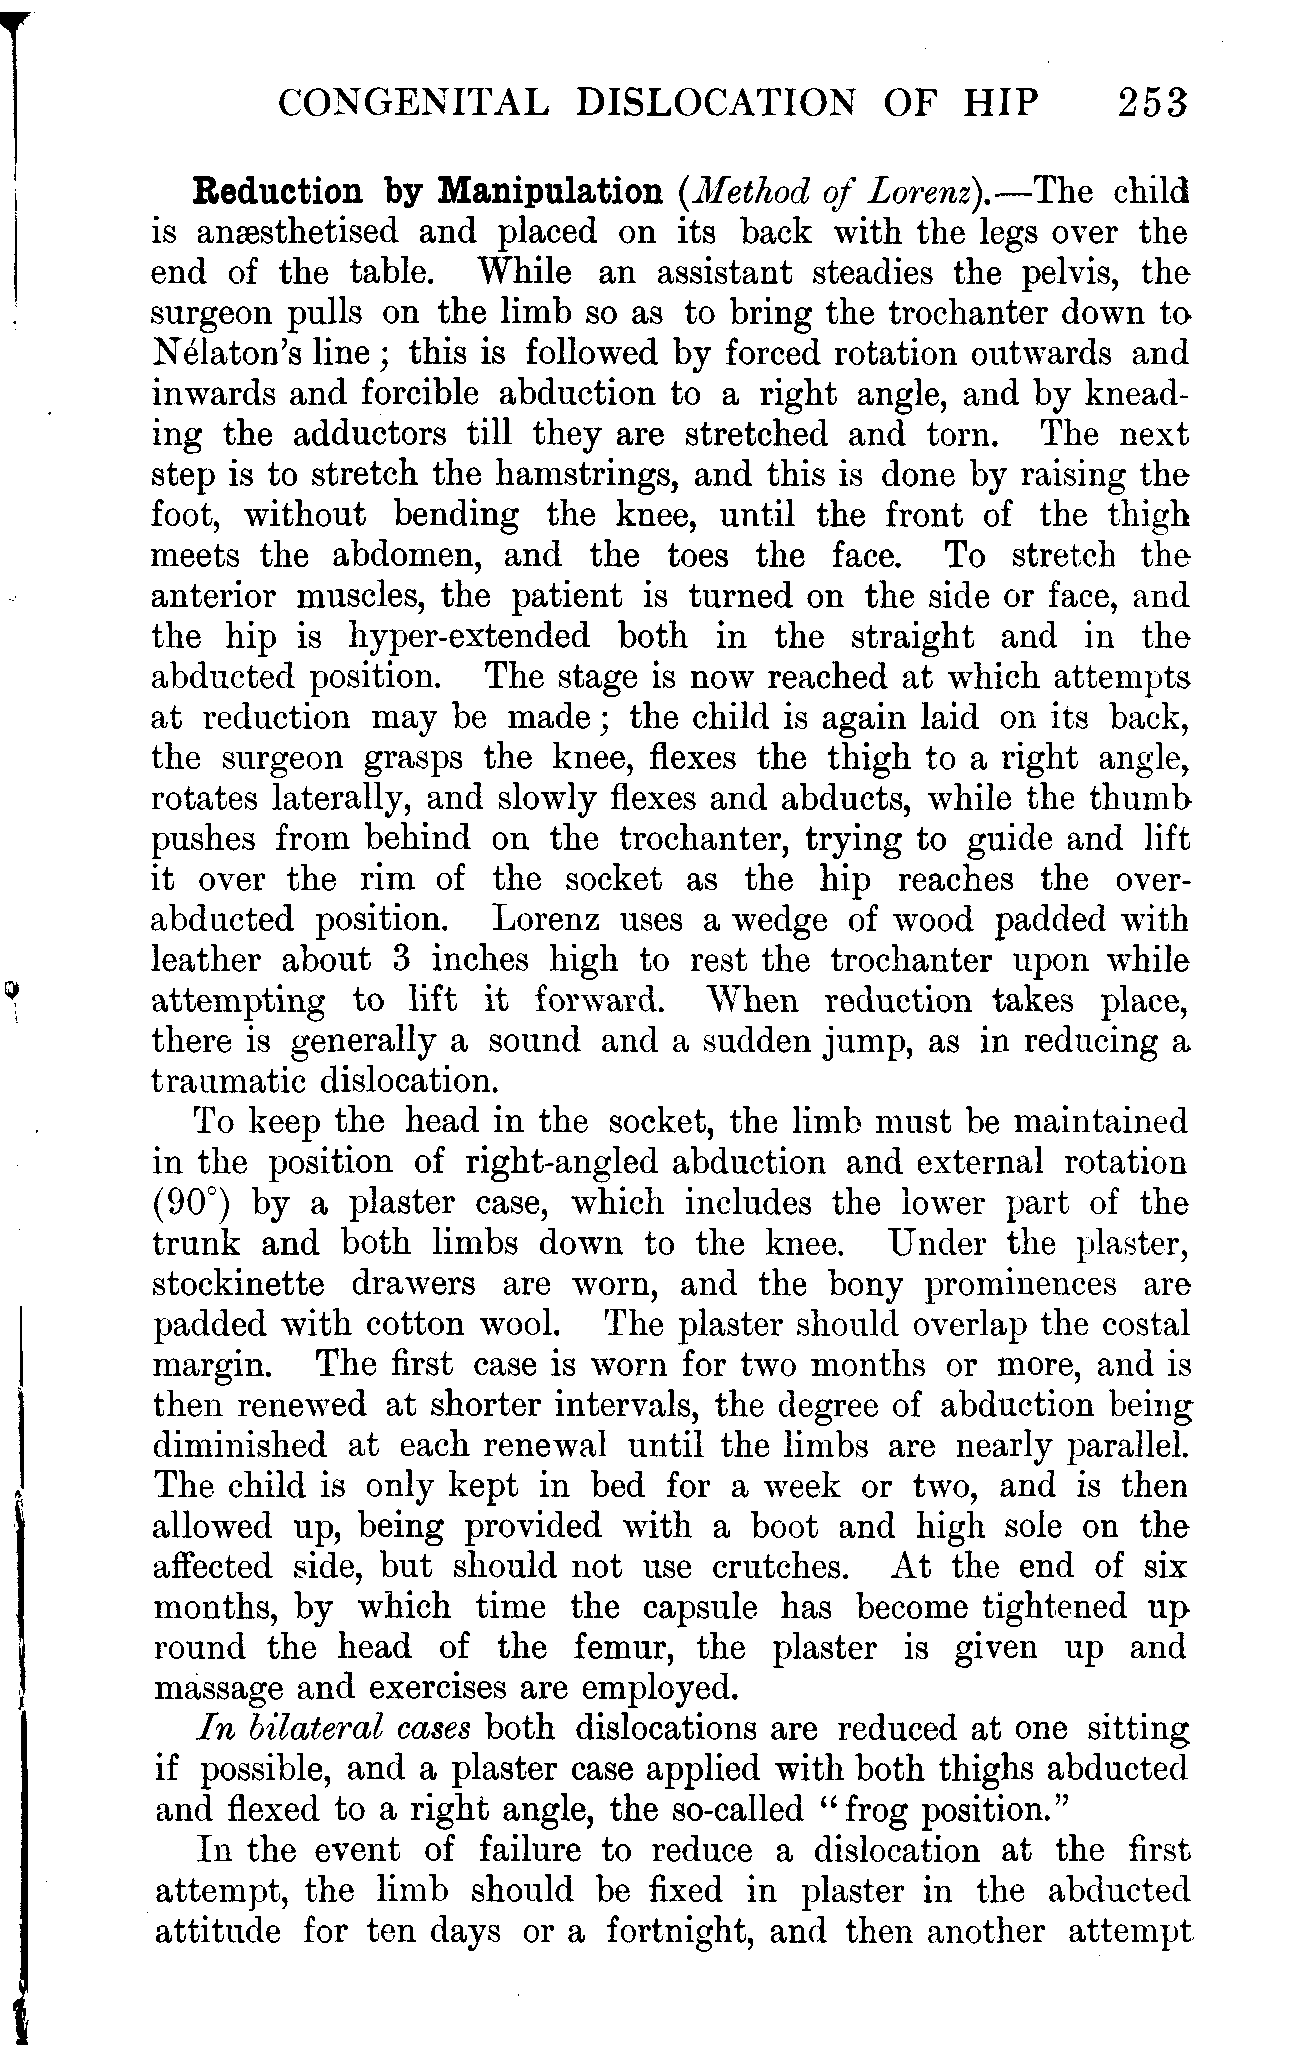 CONGENITAL DISLOCATION OF HIP 253
Reduction by Manipulation (Method of Lorenz).—The child
is anæsthetised and placed on its back with the legs over the
end of the table. While an assistant steadies the pelvis, the
surgeon pulls on the limb so as to bring the trochanter down to
Nélaton's line; this is followed by forced rotation outwards and
inwards and forcible abduction to a right angle, and by knead-
ing the adductors till they are stretched and torn. The next
step is to stretch the hamstrings, and this is done by raising the
foot, without bending the knee, until the front of the thigh
meets the abdomen, and the toes the face. To stretch the
anterior muscles, the patient is turned on the side or face, and
the hip is hyper-extended both in the straight and in the
abducted position. The stage is now reached at which attempts
at reduction may be made; the child is again laid on its back,
the surgeon grasps the knee, flexes the thigh to a right angle,
rotates laterally, and slowly flexes and abducts, while the thumb
pushes from behind on the trochanter, trying to guide and lift
it over the rim of the socket as the hip reaches the over-
abducted position. Lorenz uses a wedge of wood padded with
leather about 3 inches high to rest the trochanter upon while
attempting to lift it forward. When reduction takes place,
there is generally a sound and a sudden jump, as in reducing a
traumatic dislocation.
To keep the head in the socket, the limb must be maintained
in the position of right-angled abduction and external rotation
(90°) by a plaster case, which includes the lower part of the
trunk and both limbs down to the knee. Under the plaster,
stockinette drawers are worn, and the bony prominences are
padded with cotton wool. The plaster should overlap the costal
margin. The first case is worn for two months or more, and is
then renewed at shorter intervals, the degree of abduction being
diminished at each renewal until the limbs are nearly parallel.
The child is only kept in bed for a week or two, and is then
allowed up, being provided with a boot and high sole on the
affected side, but should not use crutches. At the end of six
months, by which time the capsule has become tightened up
round the head of the femur, the plaster is given up and
massage and exercises are employed.
In bilateral cases both dislocations are reduced at one sitting
if possible, and a plaster case applied with both thighs abducted
and flexed to a right angle, the so-called "frog position."
In the event of failure to reduce a dislocation at the first
attempt, the limb should be fixed in plaster in the abducted
attitude for ten days or a fortnight, and then another attempt